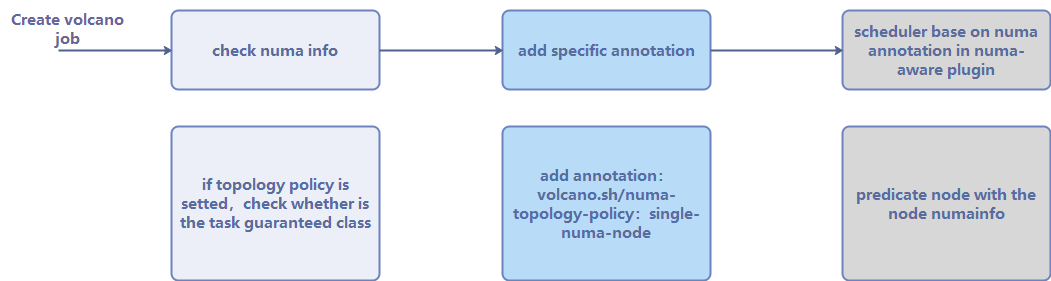 Create volcano
job
check numa info
add specific annotation
scheduler base on numa
annotation in numa-
aware plugin
if topology policy is
setted，check whether is
the task guaranteed class
add annotation：
volcano.sh/numa-
topology-policy：single-
numa-node
predicate node with the
node numainfo